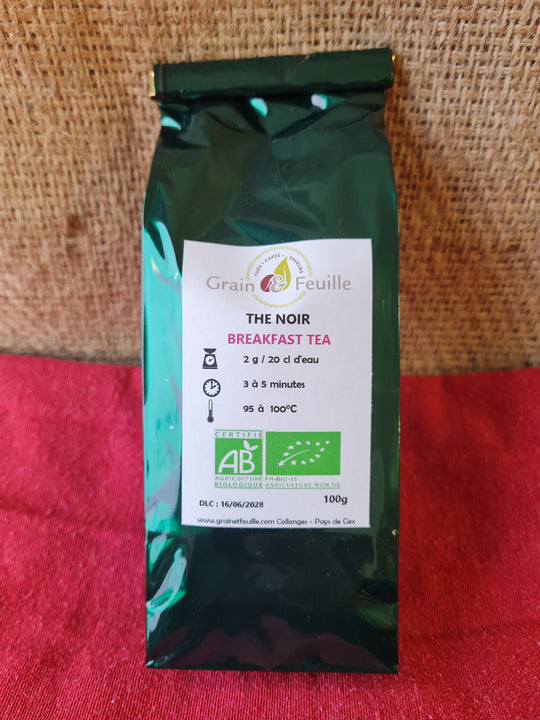 THÉS • CAFÉS • SAVEURS
Grain & Feuille
THE NOIR
BREAKFAST TEA
2 g / 20 cl d'eau
3 à 5 minutes
95 à 100°C
CERTIFIÉ
AB
AGRICULTURE
BIOLOGIQUE
FR-BIO-15
AGRICULTURE NON UE
DLC : 16/06/2028
100g
www.grainetfeuille.com Collonges - Pays de Gex